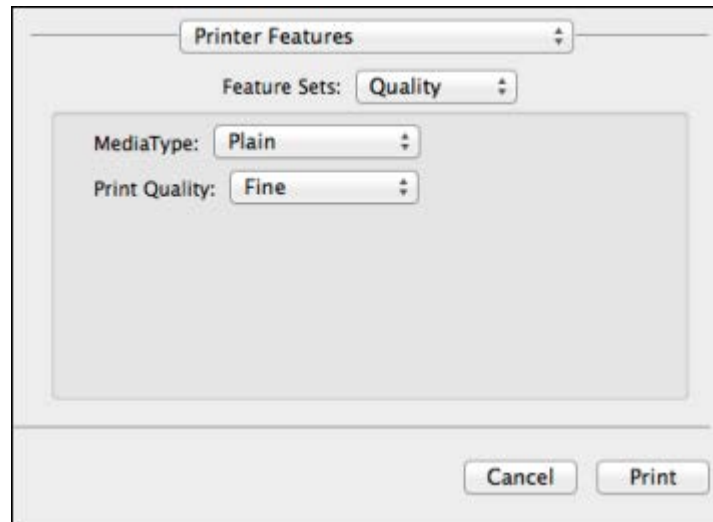 Printer Features
Feature Sets: Quality
MediaType: Plain
Print Quality: Fine
Cancel Print